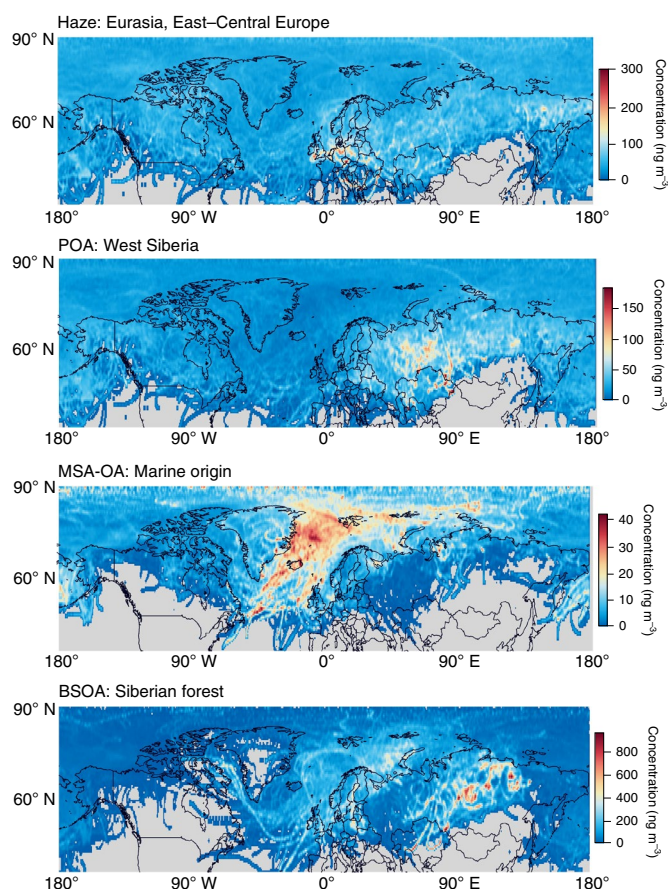 Haze: Eurasia, East–Central Europe
90° N
60° N
180°
90° W
0°
90° E
180°
300
200
100
0
Concentration (ng m⁻³)
POA: West Siberia
90° N
60° N
180°
90° W
0°
90° E
180°
150
100
50
0
Concentration (ng m⁻³)
MSA-OA: Marine origin
90° N
60° N
180°
90° W
0°
90° E
180°
40
30
20
10
0
Concentration (ng m⁻³)
BSOA: Siberian forest
90° N
60° N
180°
90° W
0°
90° E
180°
800
600
400
200
0
Concentration (ng m⁻³)